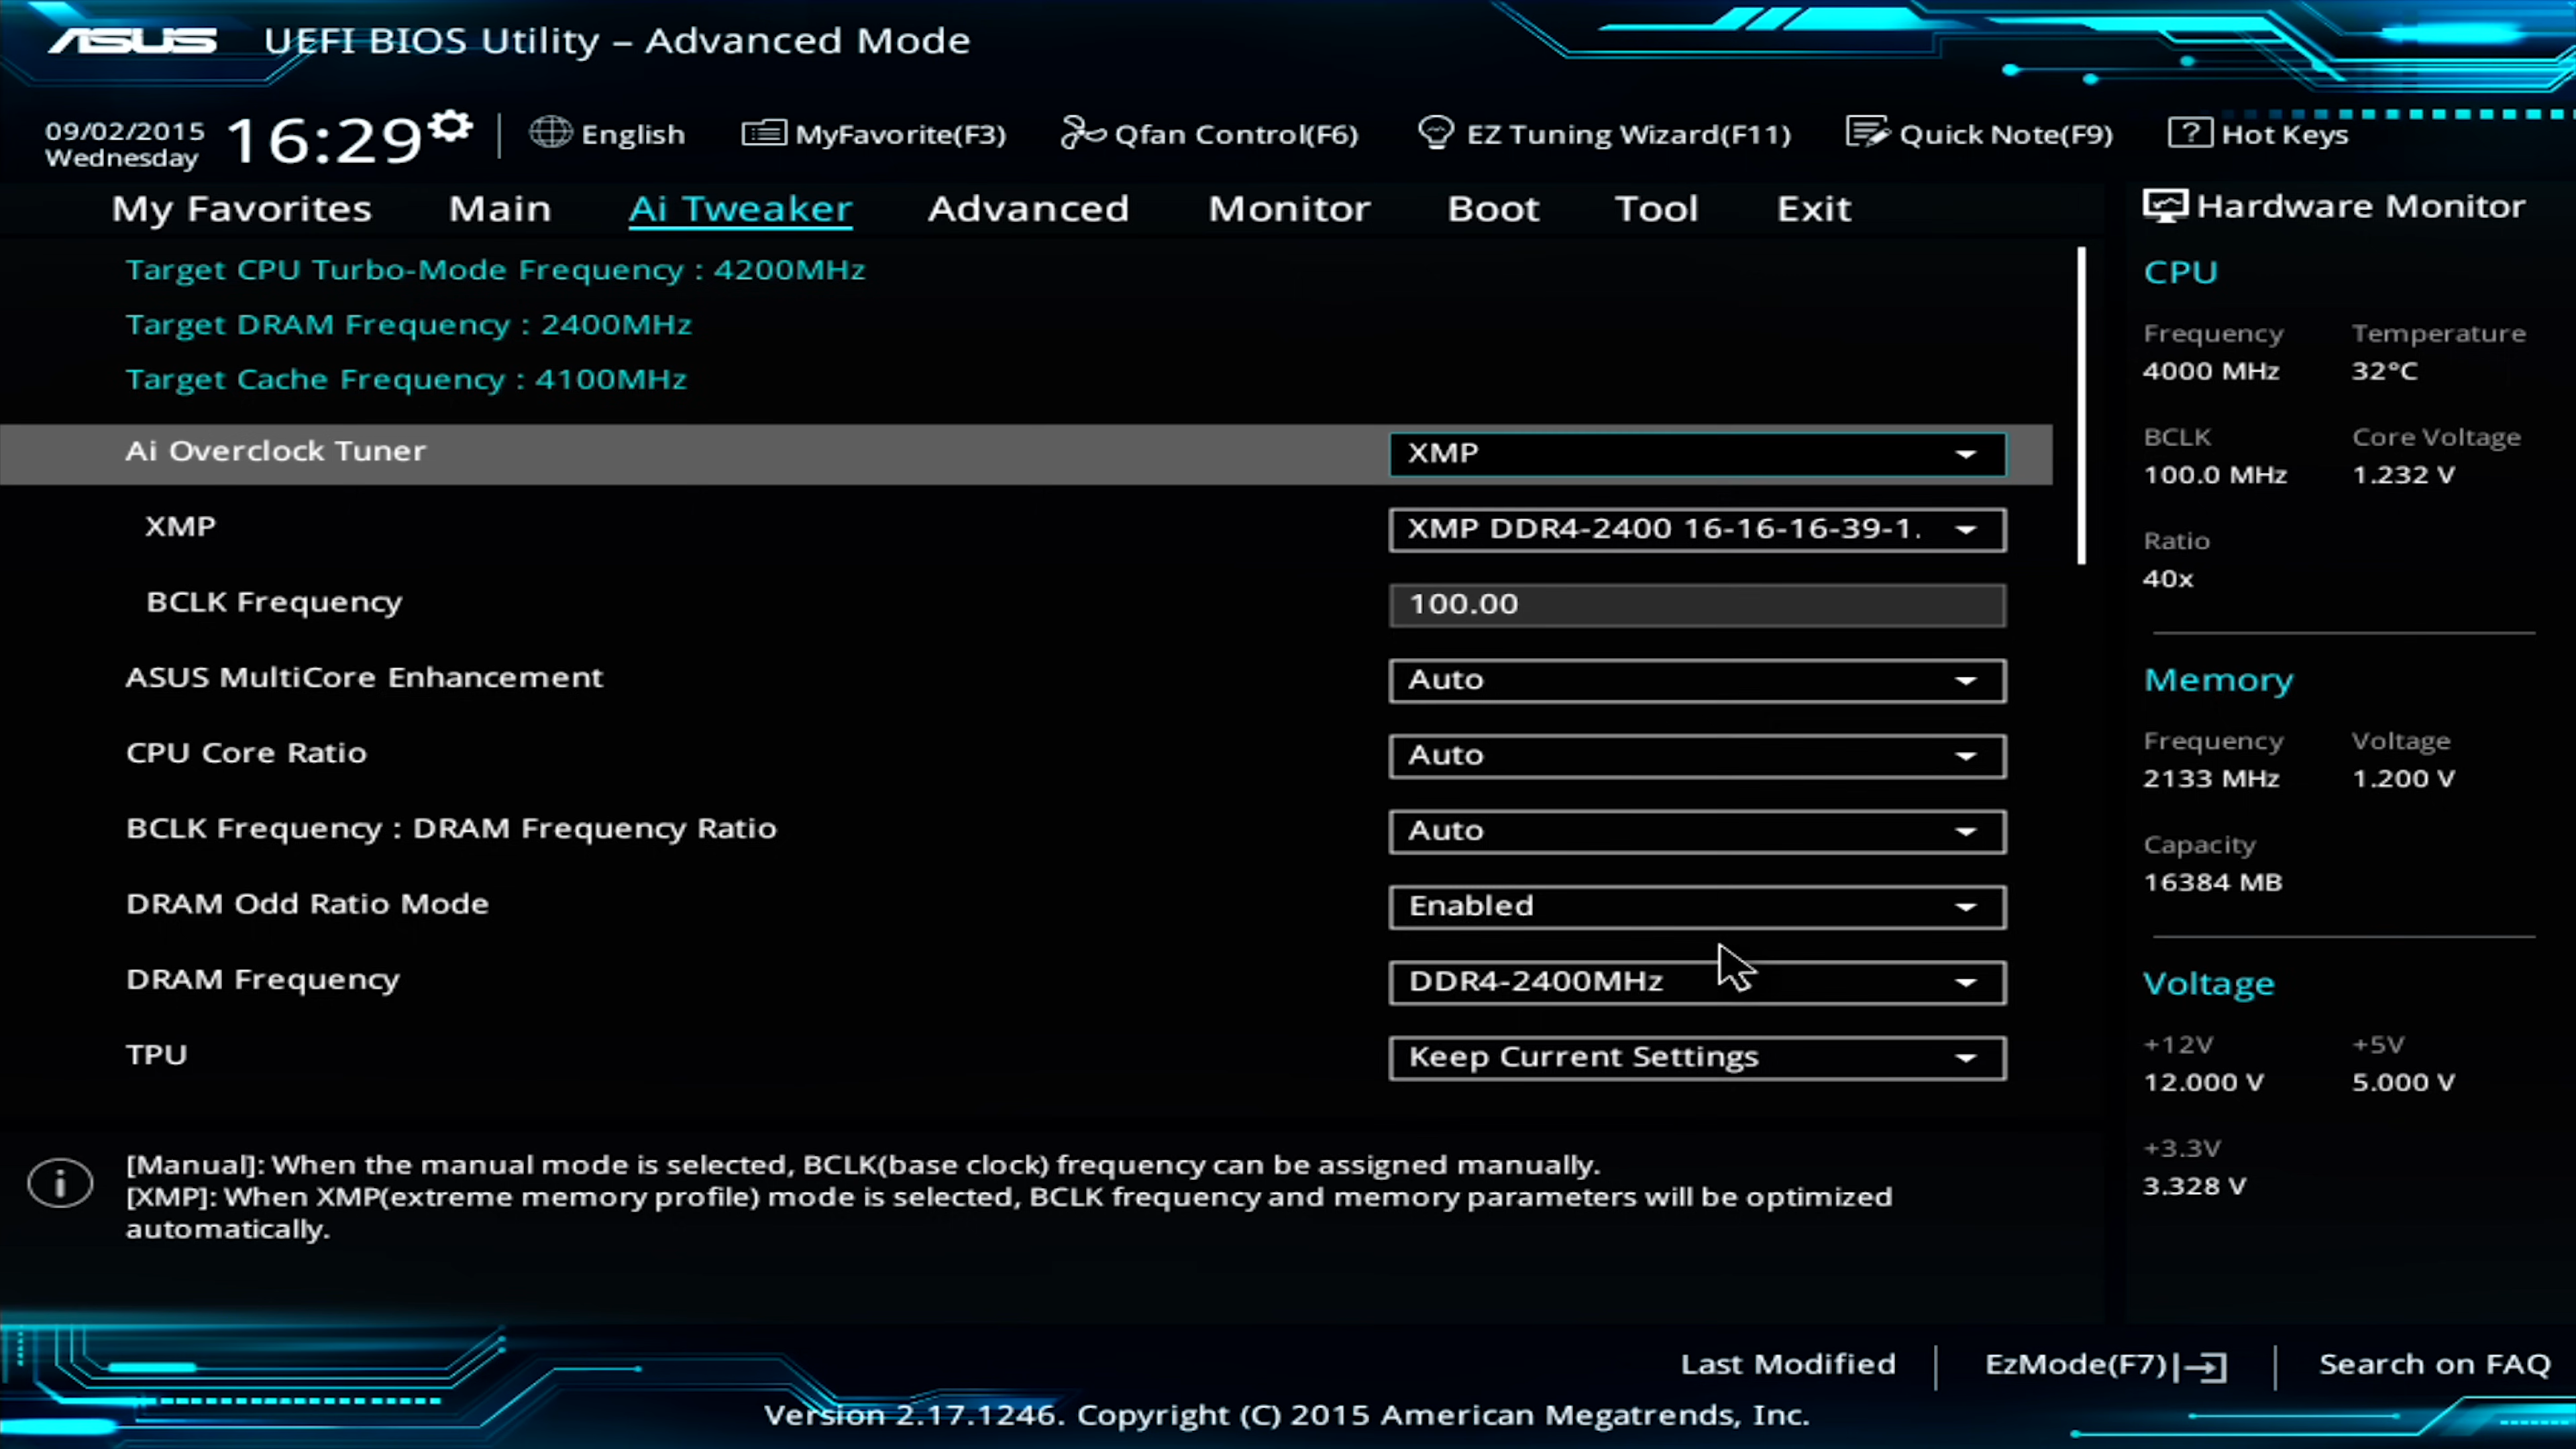 ASUS UEFI BIOS Utility – Advanced Mode
09/02/2015
Wednesday
16:29
English
MyFavorite(F3)
Qfan Control(F6)
EZ Tuning Wizard(F11)
Quick Note(F9)
? Hot Keys
My Favorites
Main
Ai Tweaker
Advanced
Monitor
Boot
Tool
Exit
Target CPU Turbo-Mode Frequency : 4200MHz
Target DRAM Frequency : 2400MHz
Target Cache Frequency : 4100MHz
Ai Overclock Tuner XMP
XMP XMP DDR4-2400 16-16-16-39-1.
BCLK Frequency 100.00
ASUS MultiCore Enhancement Auto
CPU Core Ratio Auto
BCLK Frequency : DRAM Frequency Ratio Auto
DRAM Odd Ratio Mode Enabled
DRAM Frequency DDR4-2400MHz
TPU Keep Current Settings
[Manual]: When the manual mode is selected, BCLK(base clock) frequency can be assigned manually.
[XMP]: When XMP(extreme memory profile) mode is selected, BCLK frequency and memory parameters will be optimized
automatically.
Hardware Monitor
CPU
Frequency Temperature
4000 MHz 32°C
BCLK Core Voltage
100.0 MHz 1.232 V
Ratio
40x
Memory
Frequency Voltage
2133 MHz 1.200 V
Capacity
16384 MB
Voltage
+12V +5V
12.000 V 5.000 V
+3.3V
3.328 V
Last Modified
EzMode(F7)
Search on FAQ
Version 2.17.1246. Copyright (C) 2015 American Megatrends, Inc.